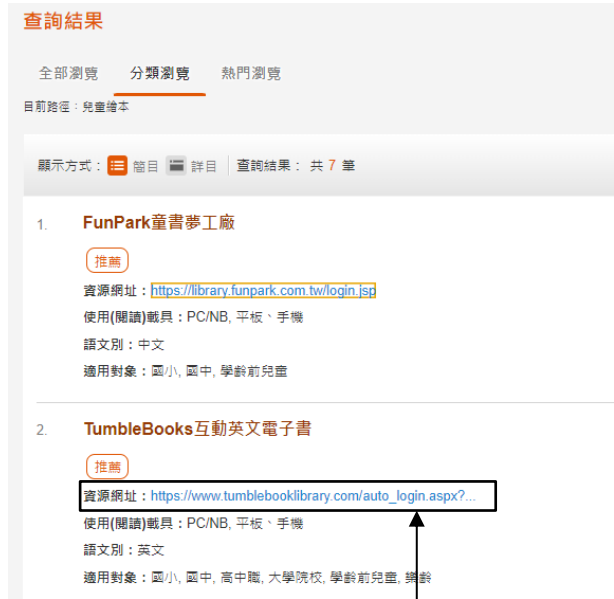 查詢結果
全部瀏覽 分類瀏覽 熱門瀏覽
目前路徑：兒童繪本
顯示方式： 簡目 詳目 查詢結果： 共 7 筆
1. FunPark童書夢工廠
推薦
資源網址：https://library.funpark.com.tw/login.jsp
使用(閱讀)載具：PC/NB, 平板、手機
語文別：中文
適用對象：國小, 國中, 學齡前兒童
2. TumbleBooks互動英文電子書
推薦
資源網址：https://www.tumblebooklibrary.com/auto_login.aspx?...
使用(閱讀)載具：PC/NB, 平板、手機
語文別：英文
適用對象：國小, 國中, 高中職, 大學院校, 學齡前兒童, 樂齡